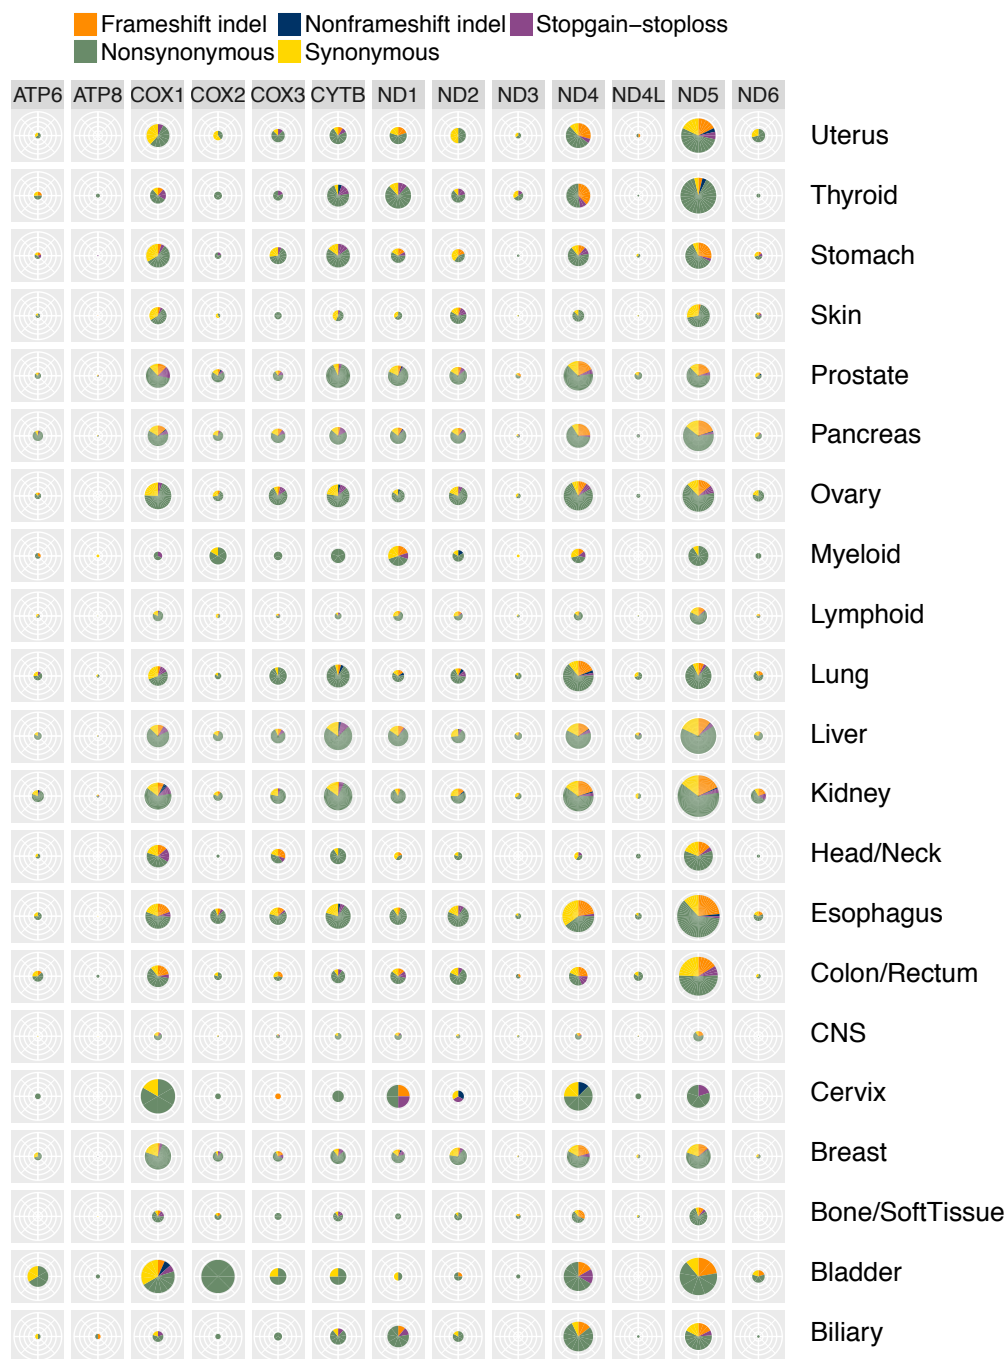 Frameshift indel Nonframeshift indel Stopgain–stoploss
Nonsynonymous Synonymous
ATP6 ATP8 COX1 COX2 COX3 CYTB ND1 ND2 ND3 ND4 ND4L ND5 ND6
Uterus
Thyroid
Stomach
Skin
Prostate
Pancreas
Ovary
Myeloid
Lymphoid
Lung
Liver
Kidney
Head/Neck
Esophagus
Colon/Rectum
CNS
Cervix
Breast
Bone/SoftTissue
Bladder
Biliary